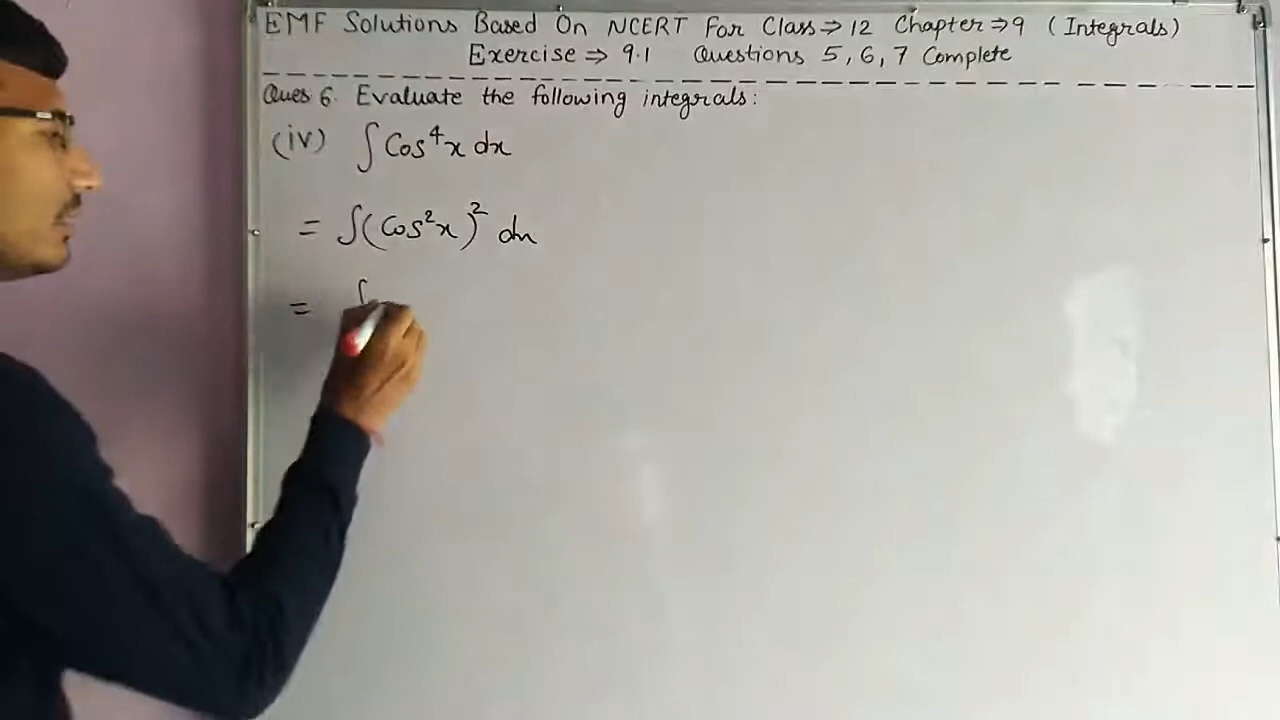 EMF Solutions Based On NCERT For Class⇒12 Chapter⇒9 (Integrals)
Exercise ⇒ 9.1 Questions 5, 6, 7 Complete
Ques 6. Evaluate the following integrals:
(iv) ∫ Cos⁴x dx
= ∫(Cos²x)² dx
= ∫